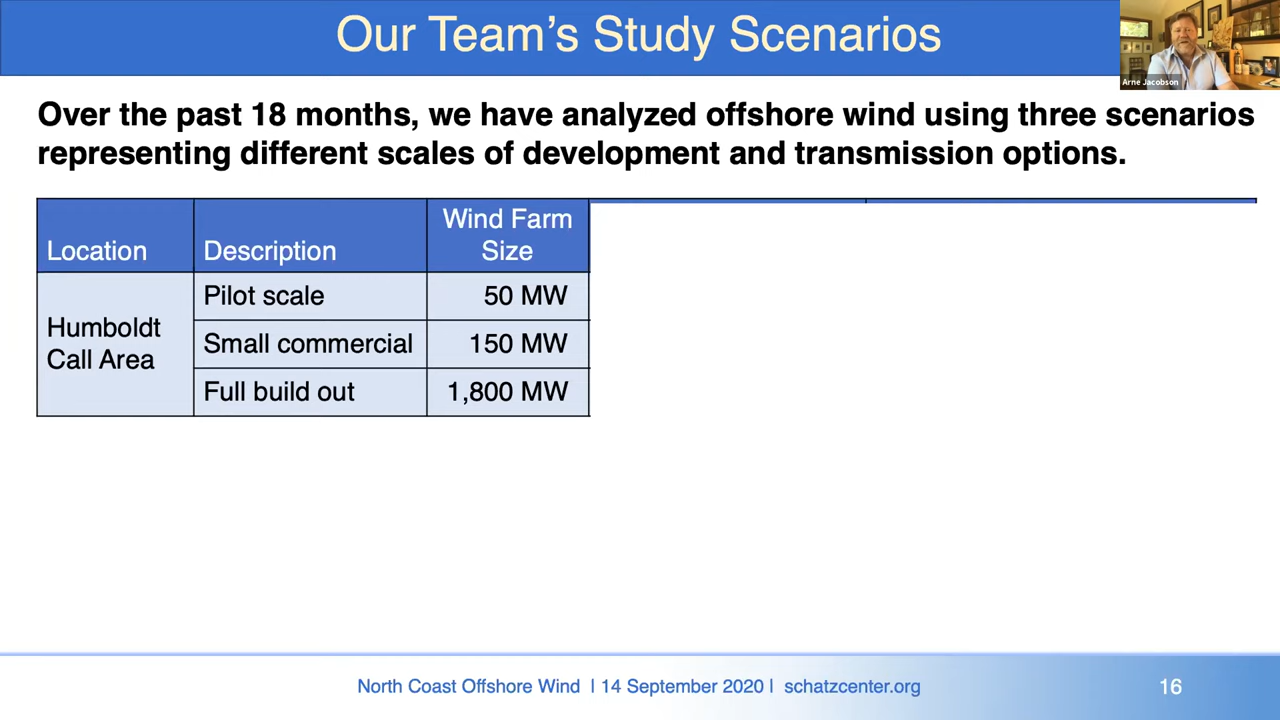 Our Team's Study Scenarios
Arne Jacobson
Over the past 18 months, we have analyzed offshore wind using three scenarios
representing different scales of development and transmission options.
Location
Description
Wind Farm
Size
Humboldt
Call Area
Pilot scale
50 MW
Small commercial
150 MW
Full build out
1,800 MW
North Coast Offshore Wind | 14 September 2020 | schatzcenter.org
16